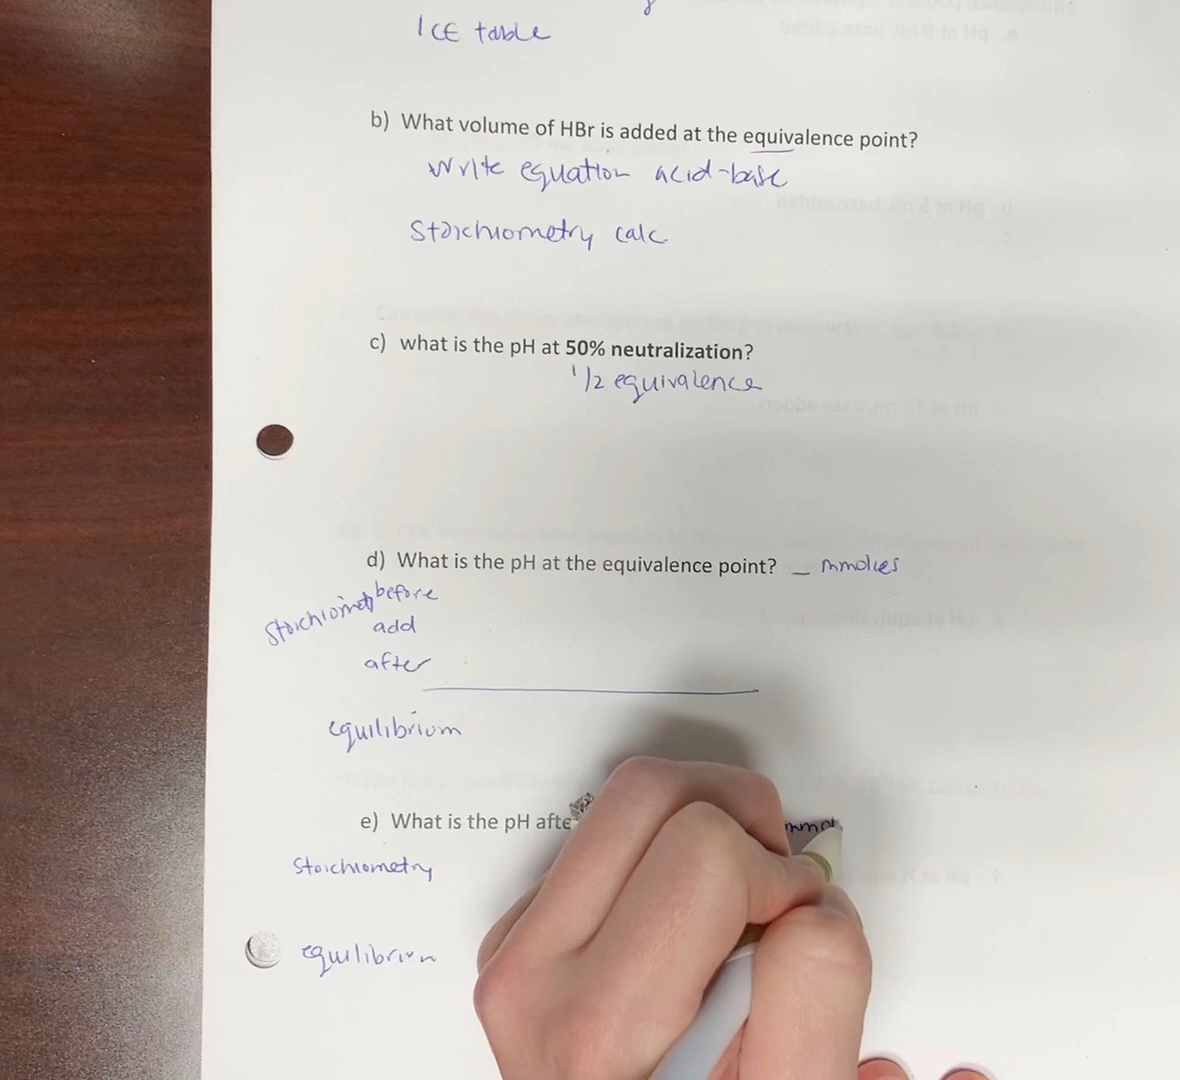 ICE table
b) What volume of HBr is added at the equivalence point?
write equation acid-base
Stoichiometry calc
c) what is the pH at 50% neutralization?
1/2 equivalence
d) What is the pH at the equivalence point? _ mmoles
Stoichiometry before
add
after
equilibrium
e) What is the pH afte mmol
Stoichiometry
equilibrium